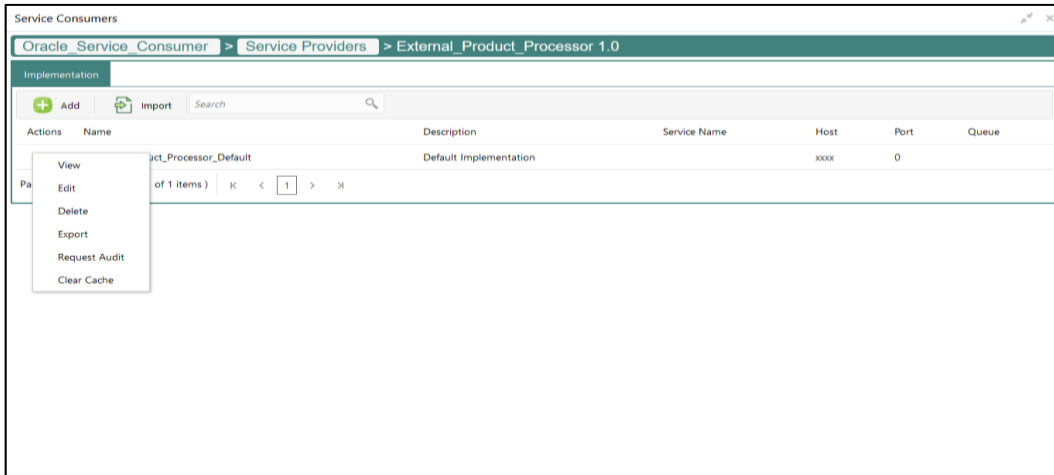 Service Consumers
Oracle_Service_Consumer > Service Providers > External_Product_Processor 1.0
Implementation
Add Import Search
Actions Name Description Service Name Host Port Queue
uct_Processor_Default Default Implementation xxxx 0
Pa of 1 items ) K < 1 > >|
View
Edit
Delete
Export
Request Audit
Clear Cache